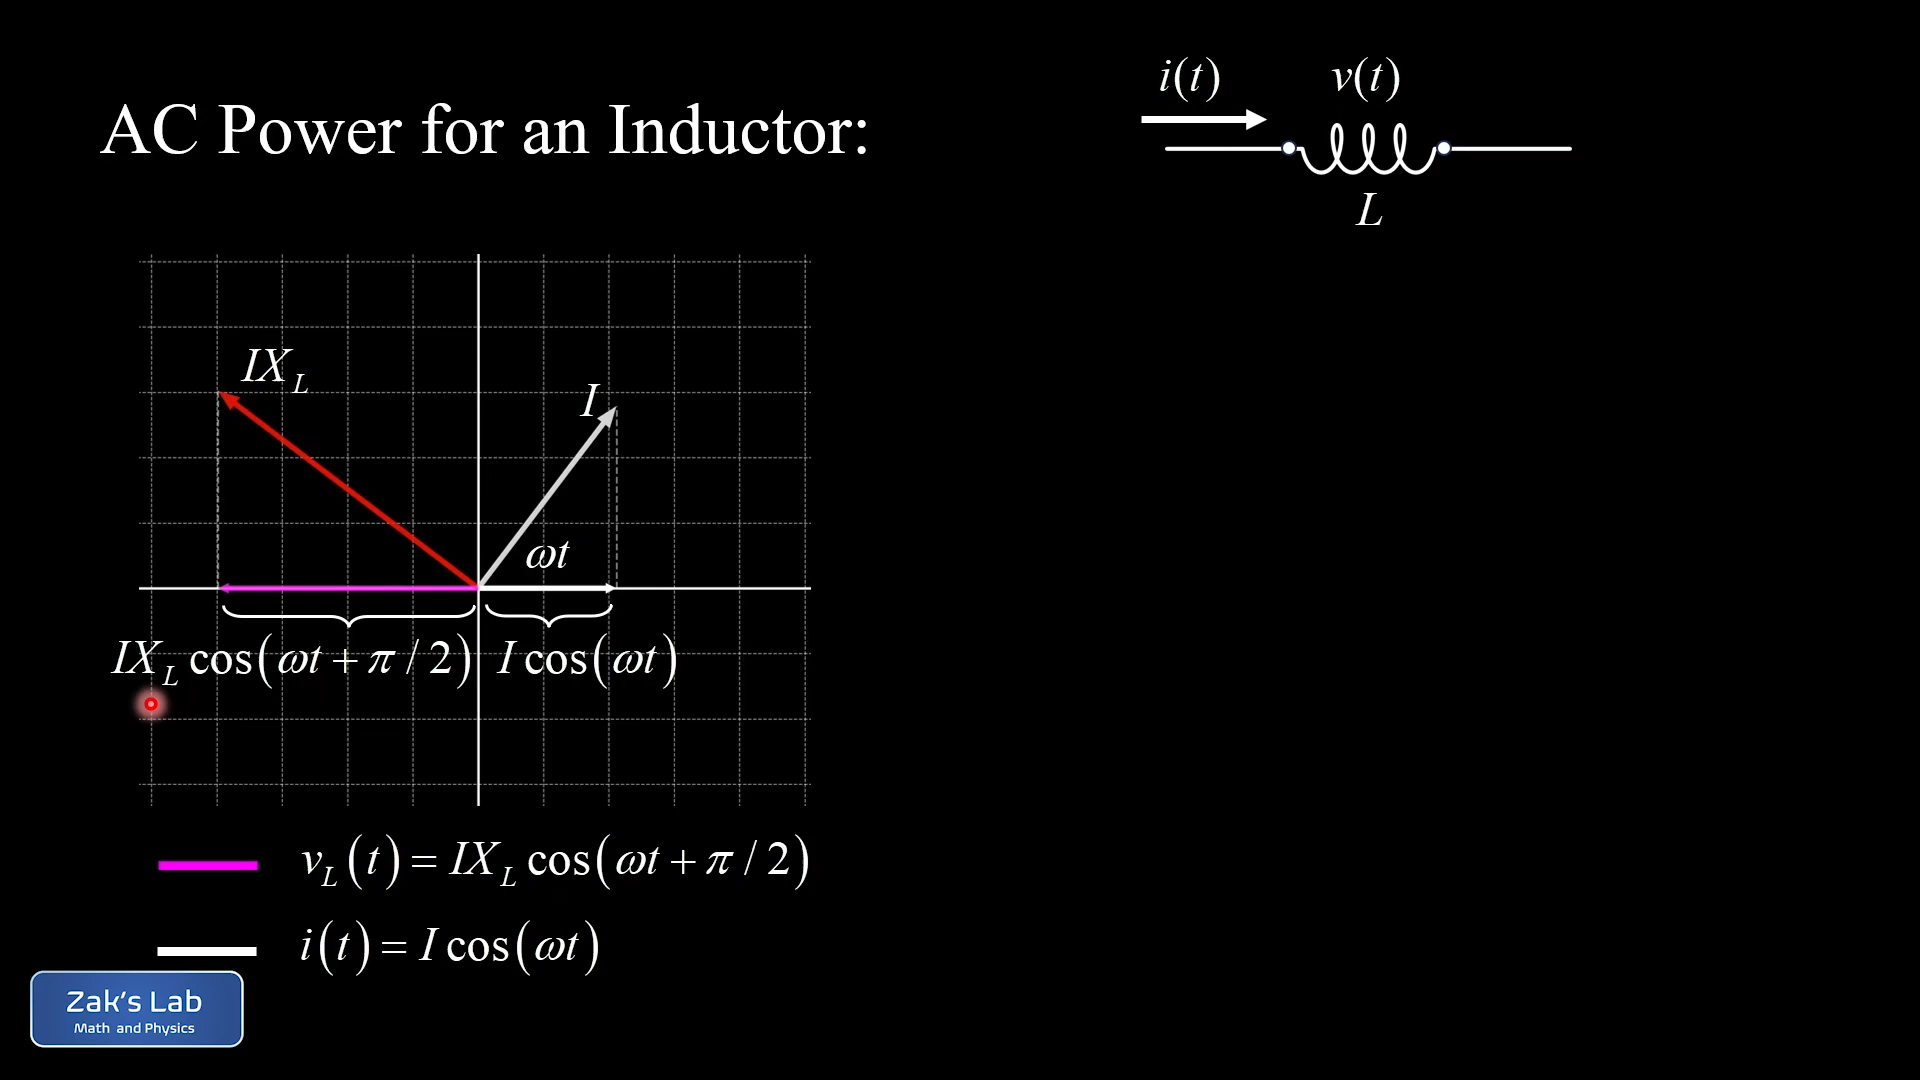 i(t)
v(t)
AC Power for an Inductor:
L
IX_L
I
ωt
IX_L cos(ωt + π / 2)
I cos(ωt)
v_L(t) = IX_L cos(ωt + π / 2)
i(t) = I cos(ωt)
Zak's Lab
Math and Physics